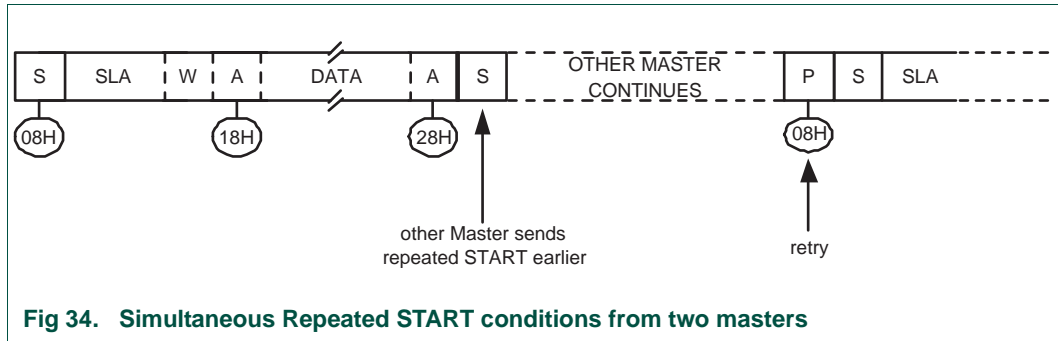 S SLA W A DATA A S OTHER MASTER CONTINUES P S SLA
08H 18H 28H 08H
other Master sends
repeated START earlier
retry
Fig 34. Simultaneous Repeated START conditions from two masters